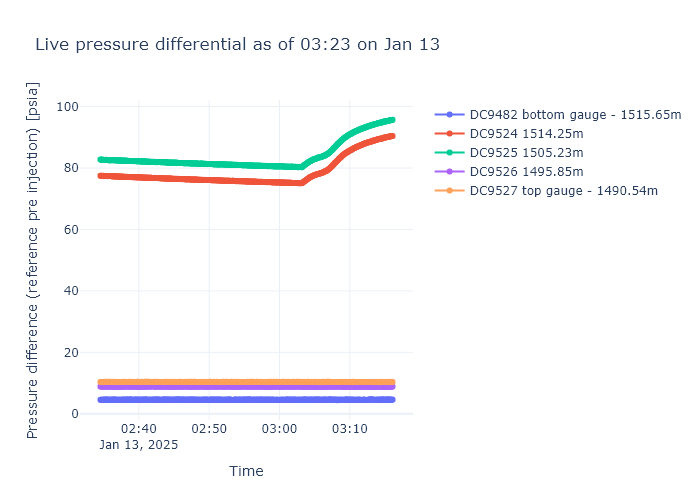 Live pressure differential as of 03:23 on Jan 13
Pressure difference (reference pre injection) [psia]
100
80
60
40
20
0
02:40
02:50
03:00
03:10
Jan 13, 2025
Time
DC9482 bottom gauge - 1515.65m
DC9524 1514.25m
DC9525 1505.23m
DC9526 1495.85m
DC9527 top gauge - 1490.54m